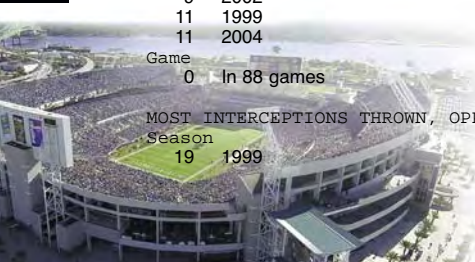 11 1999
11 2004
Game
0 In 88 games
MOST INTERCEPTIONS THROWN,
Season
19 1999